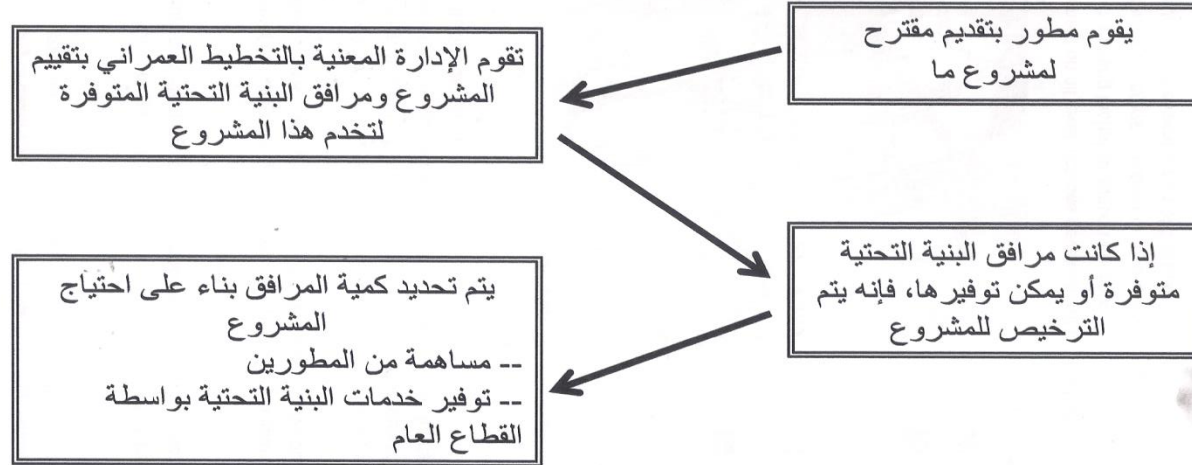 يقوم مطور بتقديم مقترح
لمشروع ما
تقوم الإدارة المعنية بالتخطيط العمراني بتقييم
المشروع ومرافق البنية التحتية المتوفرة
لتخدم هذا المشروع
إذا كانت مرافق البنية التحتية
متوفرة أو يمكن توفيرها، فإنه يتم
الترخيص للمشروع
يتم تحديد كمية المرافق بناء على احتياج
المشروع
-- مساهمة من المطورين
-- توفير خدمات البنية التحتية بواسطة
القطاع العام